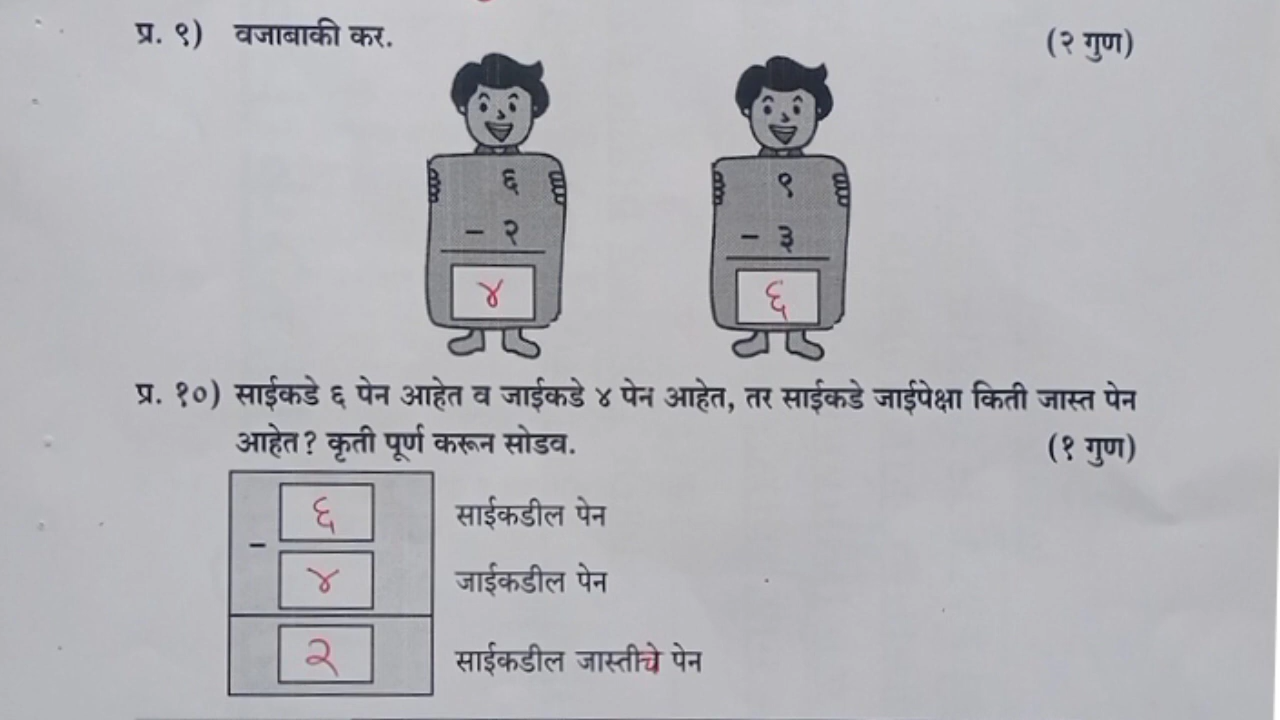 प्र. ९) वजाबाकी कर. (२ गुण)
६ ९
- २ - ३
४ ६
प्र. १०) साईकडे ६ पेन आहेत व जाईकडे ४ पेन आहेत, तर साईकडे जाईपेक्षा किती जास्त पेन
आहेत? कृती पूर्ण करून सोडव. (१ गुण)
६ साईकडील पेन
-
४ जाईकडील पेन
२ साईकडील जास्तीचे पेन